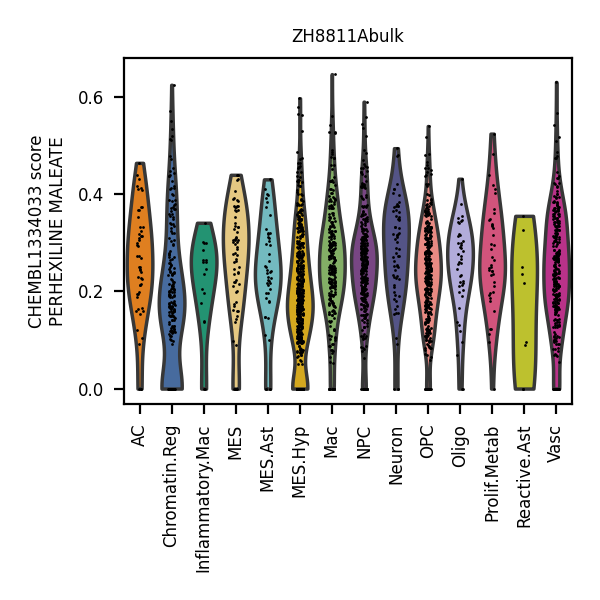 ZH8811Abulk
CHEMBL1334033 score
PERHEXILINE MALEATE
0.6
0.4
0.2
0.0
AC
Chromatin.Reg
Inflammatory.Mac
MES
MES.Ast
MES.Hyp
Mac
NPC
Neuron
OPC
Oligo
Prolif.Metab
Reactive.Ast
Vasc